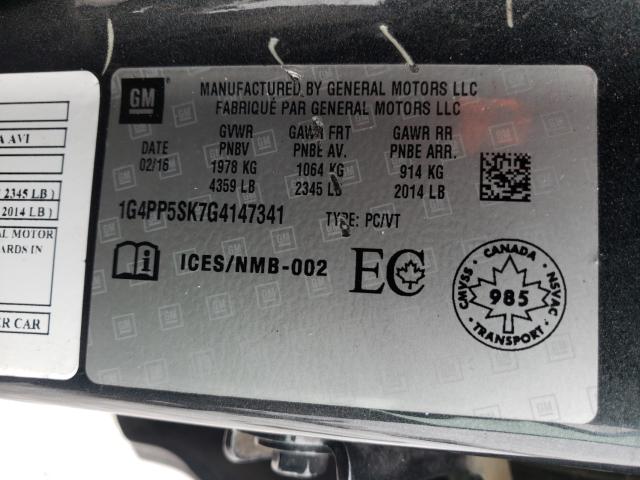 GM
MANUFACTURED BY GENERAL MOTORS LLC
FABRIQUÉ PAR GENERAL MOTORS LLC
DATE
02/16
GVWR
PNBV
1978 KG
4359 LB
GAWR FRT
PNBE AV.
1064 KG
2345 LB
GAWR RR
PNBE ARR.
914 KG
2014 LB
1G4PP5SK7G4147341
TYPE: PC/VT
ICES/NMB-002
EC
CANADA
CMVSS
985
NSVAC
TRANSPORT
A AVI
2345 LB )
2014 LB )
L MOTOR
ARDS IN
ER CAR